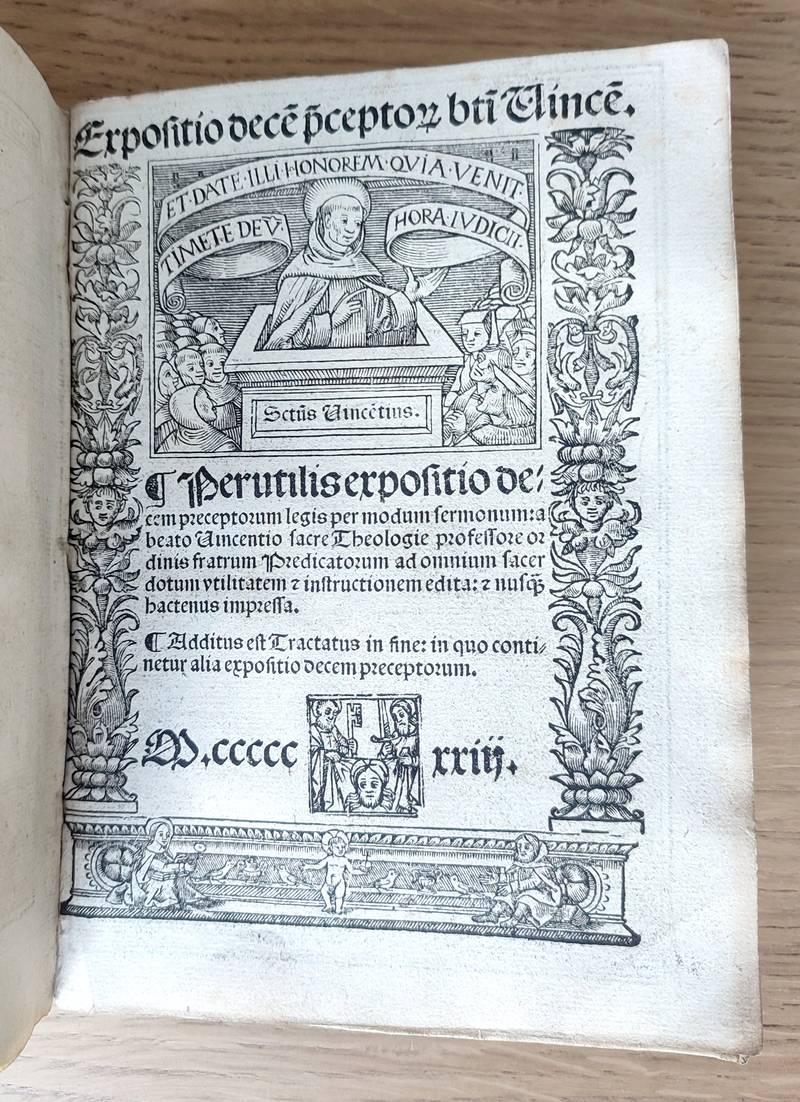 Expositio decē p̄ceptoꝝ bt̄i Uincē.
ET·DATE·ILLI·HONOREM·QVIA·VENIT
TIMETE DEV̄·
HORA·IVDICII·
Sctūs Uincētius.
¶ Perutilis expositio de⸗
cem preceptorum legis per modum sermonum: a
beato Uincentio sacre Theologie professore or
dinis fratrum Predicatorum ad omnium sacer
dotum vtilitatem ⁊ instructionem edita: ⁊ nusq̄ꝫ
hactenus impressa.
¶ Additus est Tractatus in fine: in quo conti⸗
netur alia expositio decem preceptorum.
M.ccccc
xxiij.